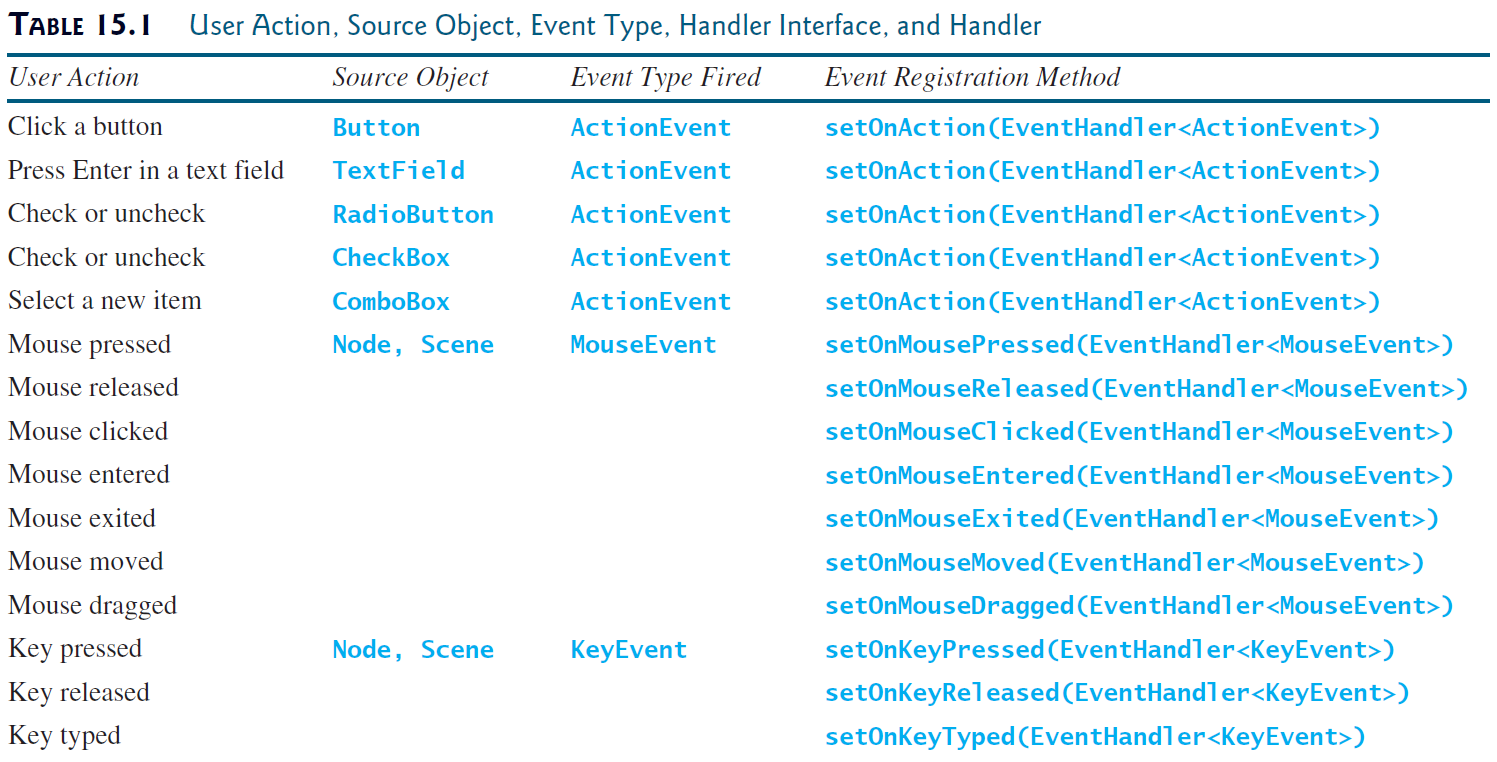 TABLE 15.1 User Action, Source Object, Event Type, Handler Interface, and Handler
User Action Source Object Event Type Fired Event Registration Method
Click a button Button ActionEvent setOnAction(EventHandler<ActionEvent>)
Press Enter in a text field TextField ActionEvent setOnAction(EventHandler<ActionEvent>)
Check or uncheck RadioButton ActionEvent setOnAction(EventHandler<ActionEvent>)
Check or uncheck CheckBox ActionEvent setOnAction(EventHandler<ActionEvent>)
Select a new item ComboBox ActionEvent setOnAction(EventHandler<ActionEvent>)
Mouse pressed Node, Scene MouseEvent setOnMousePressed(EventHandler<MouseEvent>)
Mouse released setOnMouseReleased(EventHandler<MouseEvent>)
Mouse clicked setOnMouseClicked(EventHandler<MouseEvent>)
Mouse entered setOnMouseEntered(EventHandler<MouseEvent>)
Mouse exited setOnMouseExited(EventHandler<MouseEvent>)
Mouse moved setOnMouseMoved(EventHandler<MouseEvent>)
Mouse dragged setOnMouseDragged(EventHandler<MouseEvent>)
Key pressed Node, Scene KeyEvent setOnKeyPressed(EventHandler<KeyEvent>)
Key released setOnKeyReleased(EventHandler<KeyEvent>)
Key typed setOnKeyTyped(EventHandler<KeyEvent>)